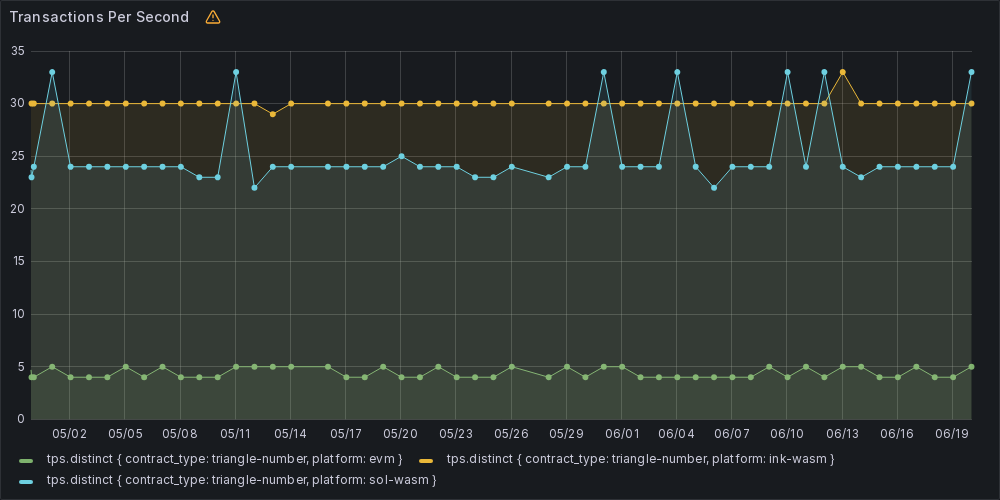 Transactions Per Second
35
30
25
20
15
10
5
0
05/02 05/05 05/08 05/11 05/14 05/17 05/20 05/23 05/26 05/29 06/01 06/04 06/07 06/10 06/13 06/16 06/19
tps.distinct { contract_type: triangle-number, platform: evm } tps.distinct { contract_type: triangle-number, platform: ink-wasm }
tps.distinct { contract_type: triangle-number, platform: sol-wasm }